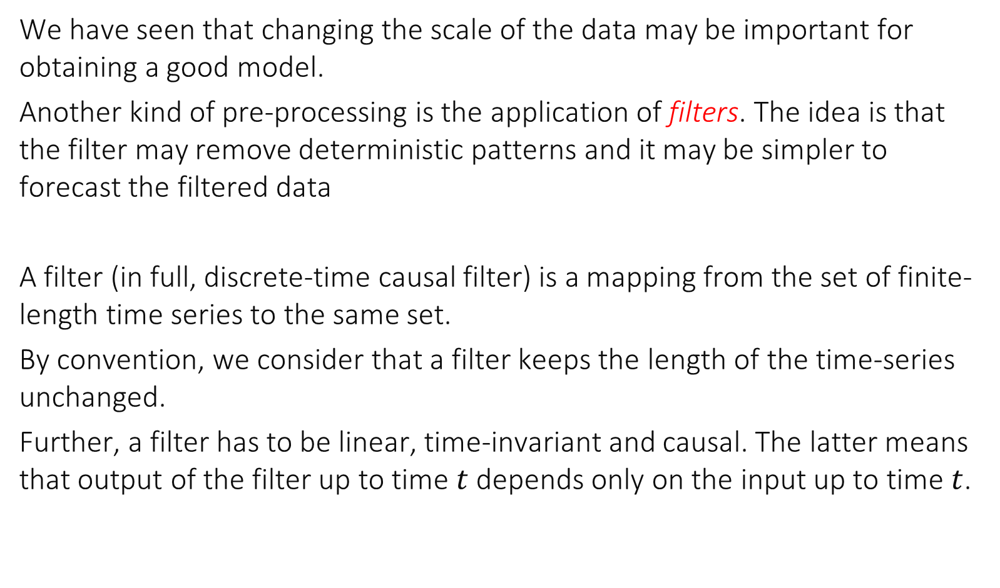 We have seen that changing the scale of the data may be important for
obtaining a good model.
Another kind of pre-processing is the application of filters. The idea is that
the filter may remove deterministic patterns and it may be simpler to
forecast the filtered data
A filter (in full, discrete-time causal filter) is a mapping from the set of finite-
length time series to the same set.
By convention, we consider that a filter keeps the length of the time-series
unchanged.
Further, a filter has to be linear, time-invariant and causal. The latter means
that output of the filter up to time t depends only on the input up to time t.